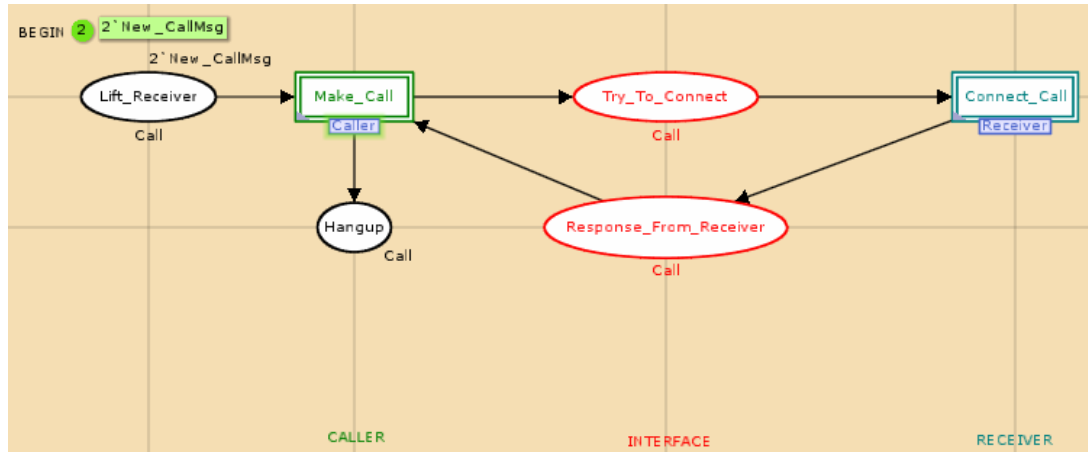 BEGIN 2 2`New_CallMsg
2`New_CallMsg
Lift_Receiver
Make_Call
Try_To_Connect
Connect_Call
Call
Caller
Call
Receiver
Hangup
Response_From_Receiver
Call
Call
CALLER
INTERFACE
RECEIVER